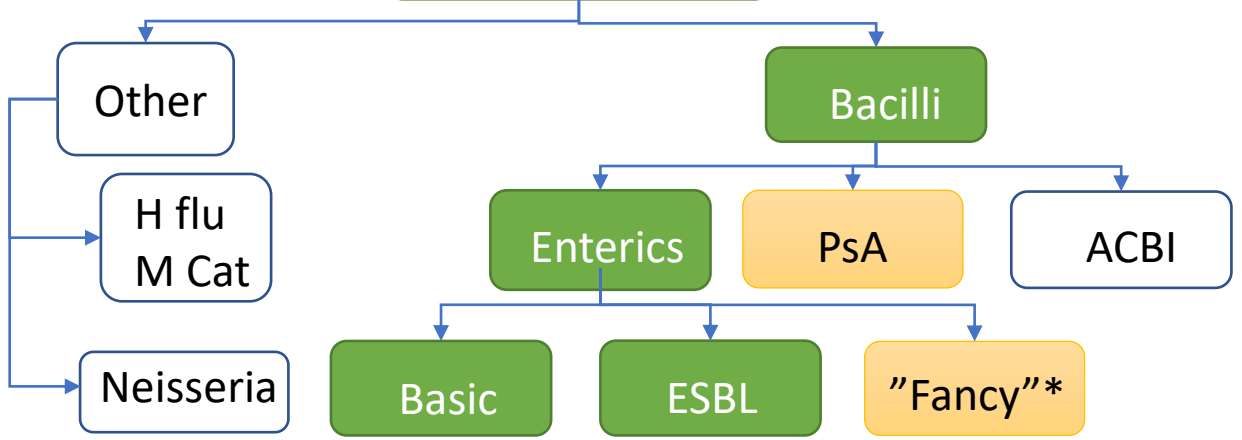 Other
Bacilli
H flu
M Cat
Enterics
PsA
ACBI
Neisseria
Basic
ESBL
”Fancy”*